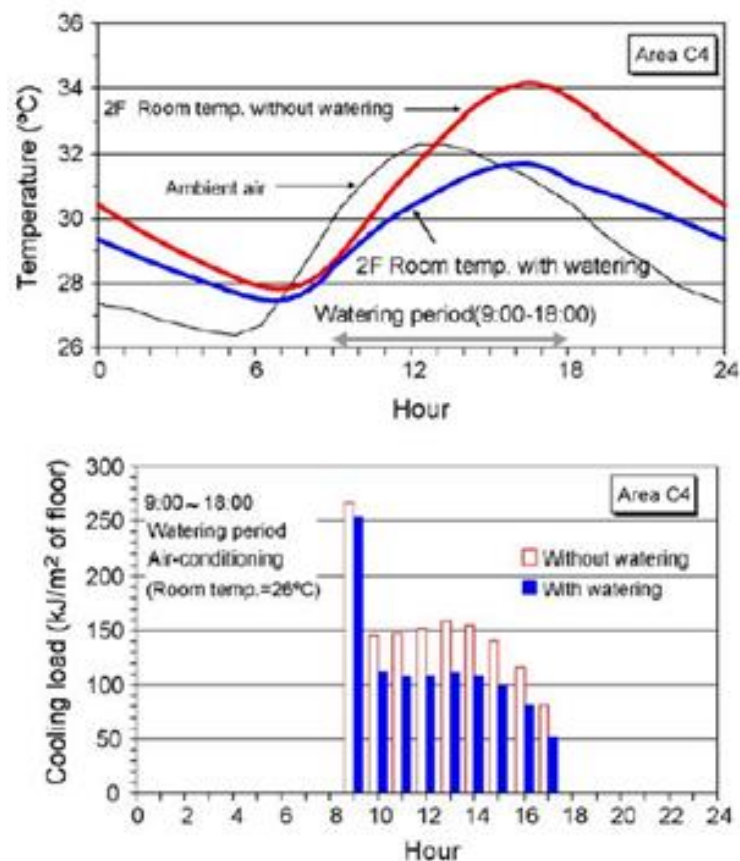 36
34
32
30
28
26
Temperature (ºC)
Area C4
2F Room temp. without watering
Ambient air
2F Room temp. with watering
Watering period(9:00-18:00)
0 6 12 18 24
Hour
300
250
200
150
100
50
0
Cooling load (kJ/m² of floor)
9:00~18:00
Watering period
Air-conditioning
(Room temp.=26ºC)
Area C4
Without watering
With watering
0 2 4 6 8 10 12 14 16 18 20 22 24
Hour